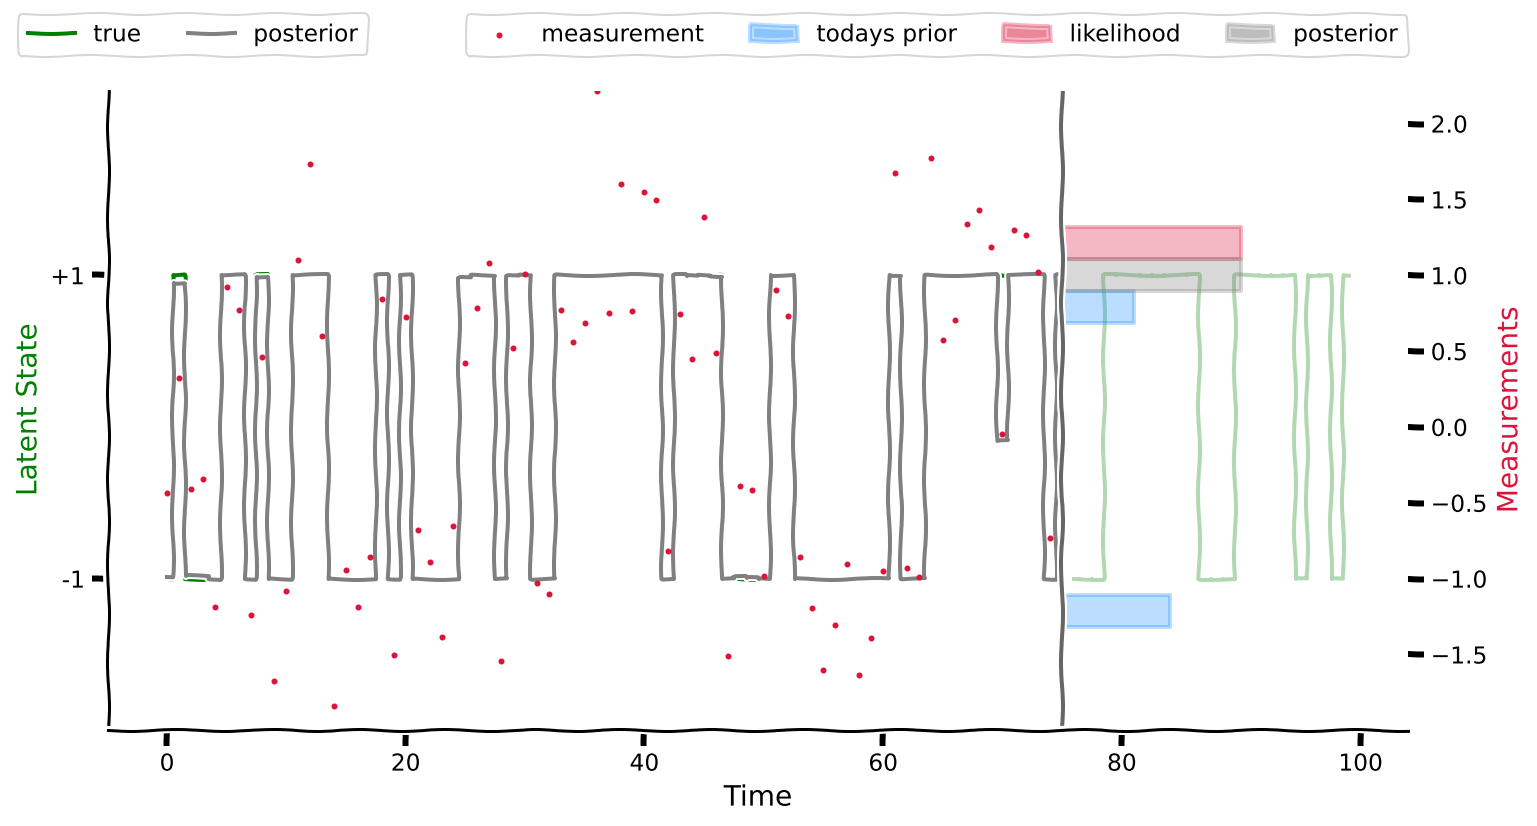 true posterior measurement todays prior likelihood posterior
2.0
1.5
+1 1.0
0.5
0.0
−0.5
-1 −1.0
−1.5
Latent State
Measurements
0 20 40 60 80 100
Time